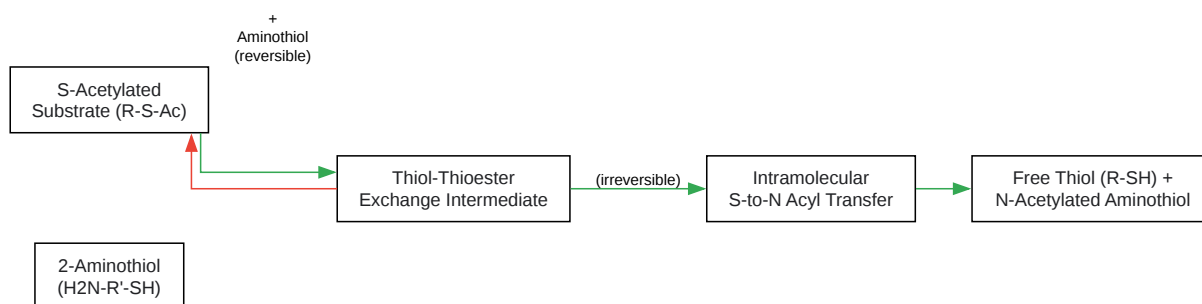 +
Aminothiol
(reversible)
S-Acetylated
Substrate (R-S-Ac)
Thiol-Thioester
Exchange Intermediate
(irreversible)
Intramolecular
S-to-N Acyl Transfer
Free Thiol (R-SH) +
N-Acetylated Aminothiol
2-Aminothiol
(H2N-R'-SH)